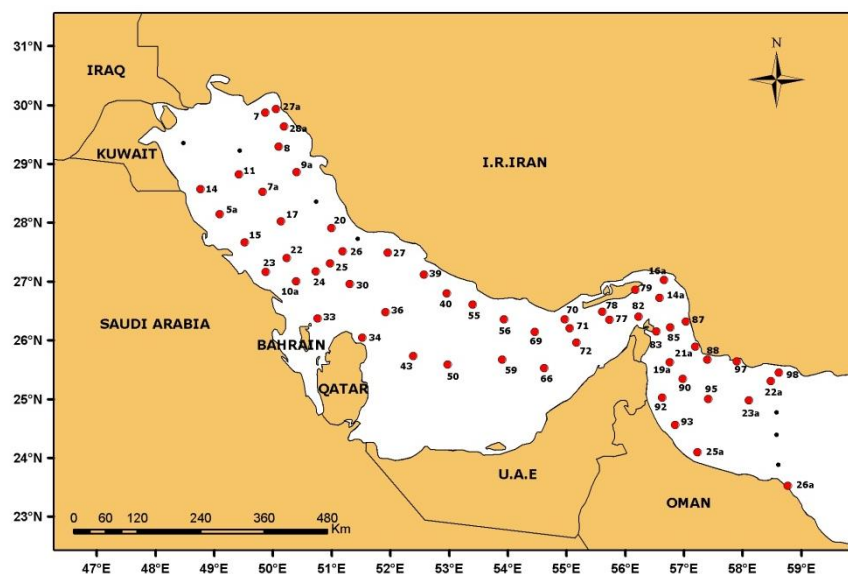 31°N
30°N
29°N
28°N
27°N
26°N
25°N
24°N
23°N
N
IRAQ
KUWAIT
I.R.IRAN
SAUDI ARABIA
BAHRAIN
QATAR
U.A.E
OMAN
7
27a
28a
8
9a
11
14
7a
5a
17
20
15
22
26
27
23
25
24
10a
30
39
40
33
36
34
43
50
55
56
59
69
66
70
71
72
78
77
79
82
16a
14a
83
85
87
21a
88
19a
97
98
90
95
22a
92
23a
93
25a
26a
0 60 120 240 360 480
Km
47°E 48°E 49°E 50°E 51°E 52°E 53°E 54°E 55°E 56°E 57°E 58°E 59°E